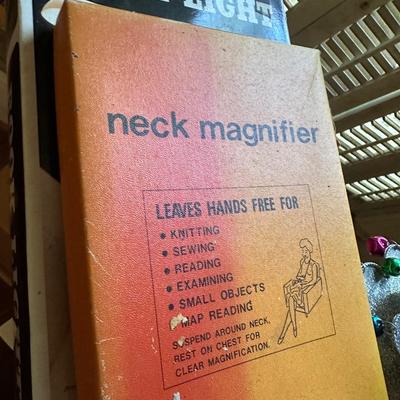 LIGHT
neck magnifier
LEAVES HANDS FREE FOR
• KNITTING
• SEWING
• READING
• EXAMINING
• SMALL OBJECTS
MAP READING
SUSPEND AROUND NECK,
REST ON CHEST FOR
CLEAR MAGNIFICATION.